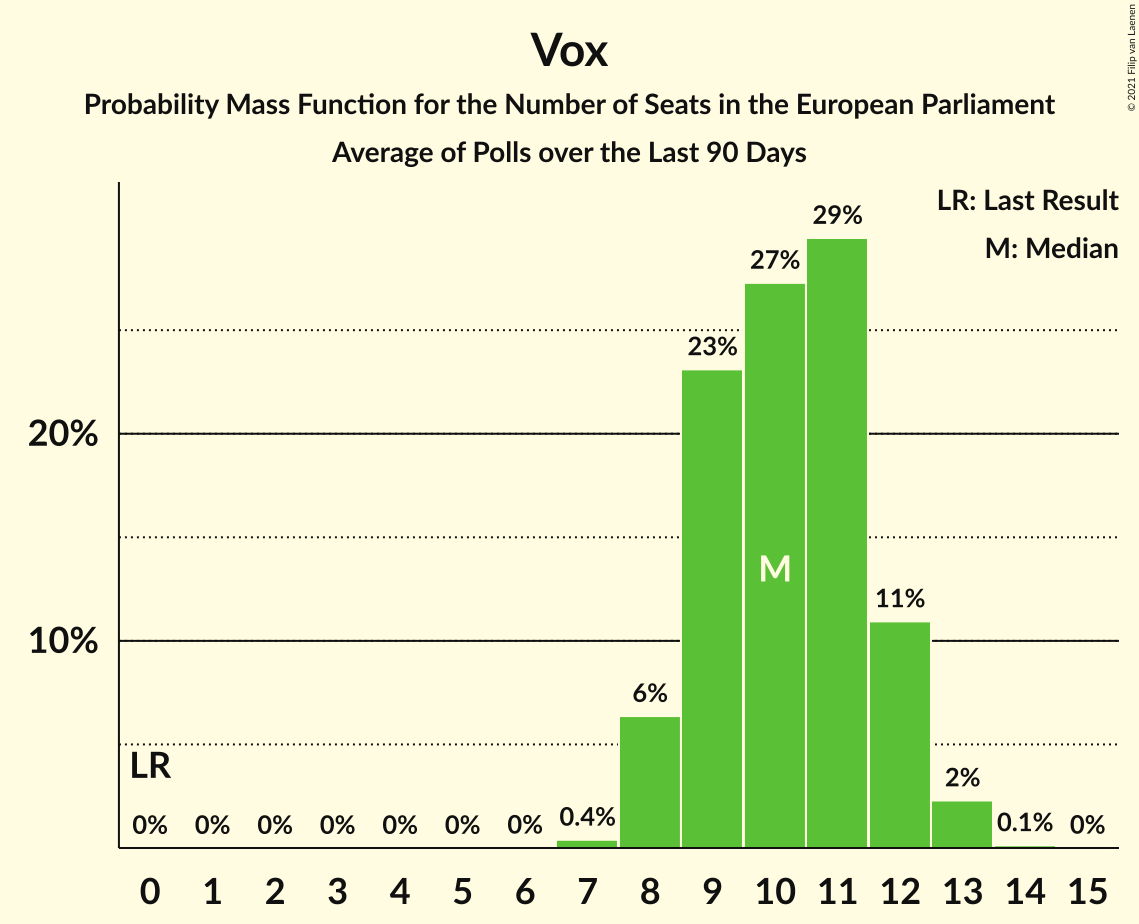 Vox
Probability Mass Function for the Number of Seats in the European Parliament
Average of Polls over the Last 90 Days
© 2021 Filip van Laenen
LR: Last Result
M: Median
29%
27%
23%
20%
M
11%
10%
6%
LR
2%
0% 0% 0% 0% 0% 0% 0% 0.4% 0.1% 0%
0 1 2 3 4 5 6 7 8 9 10 11 12 13 14 15